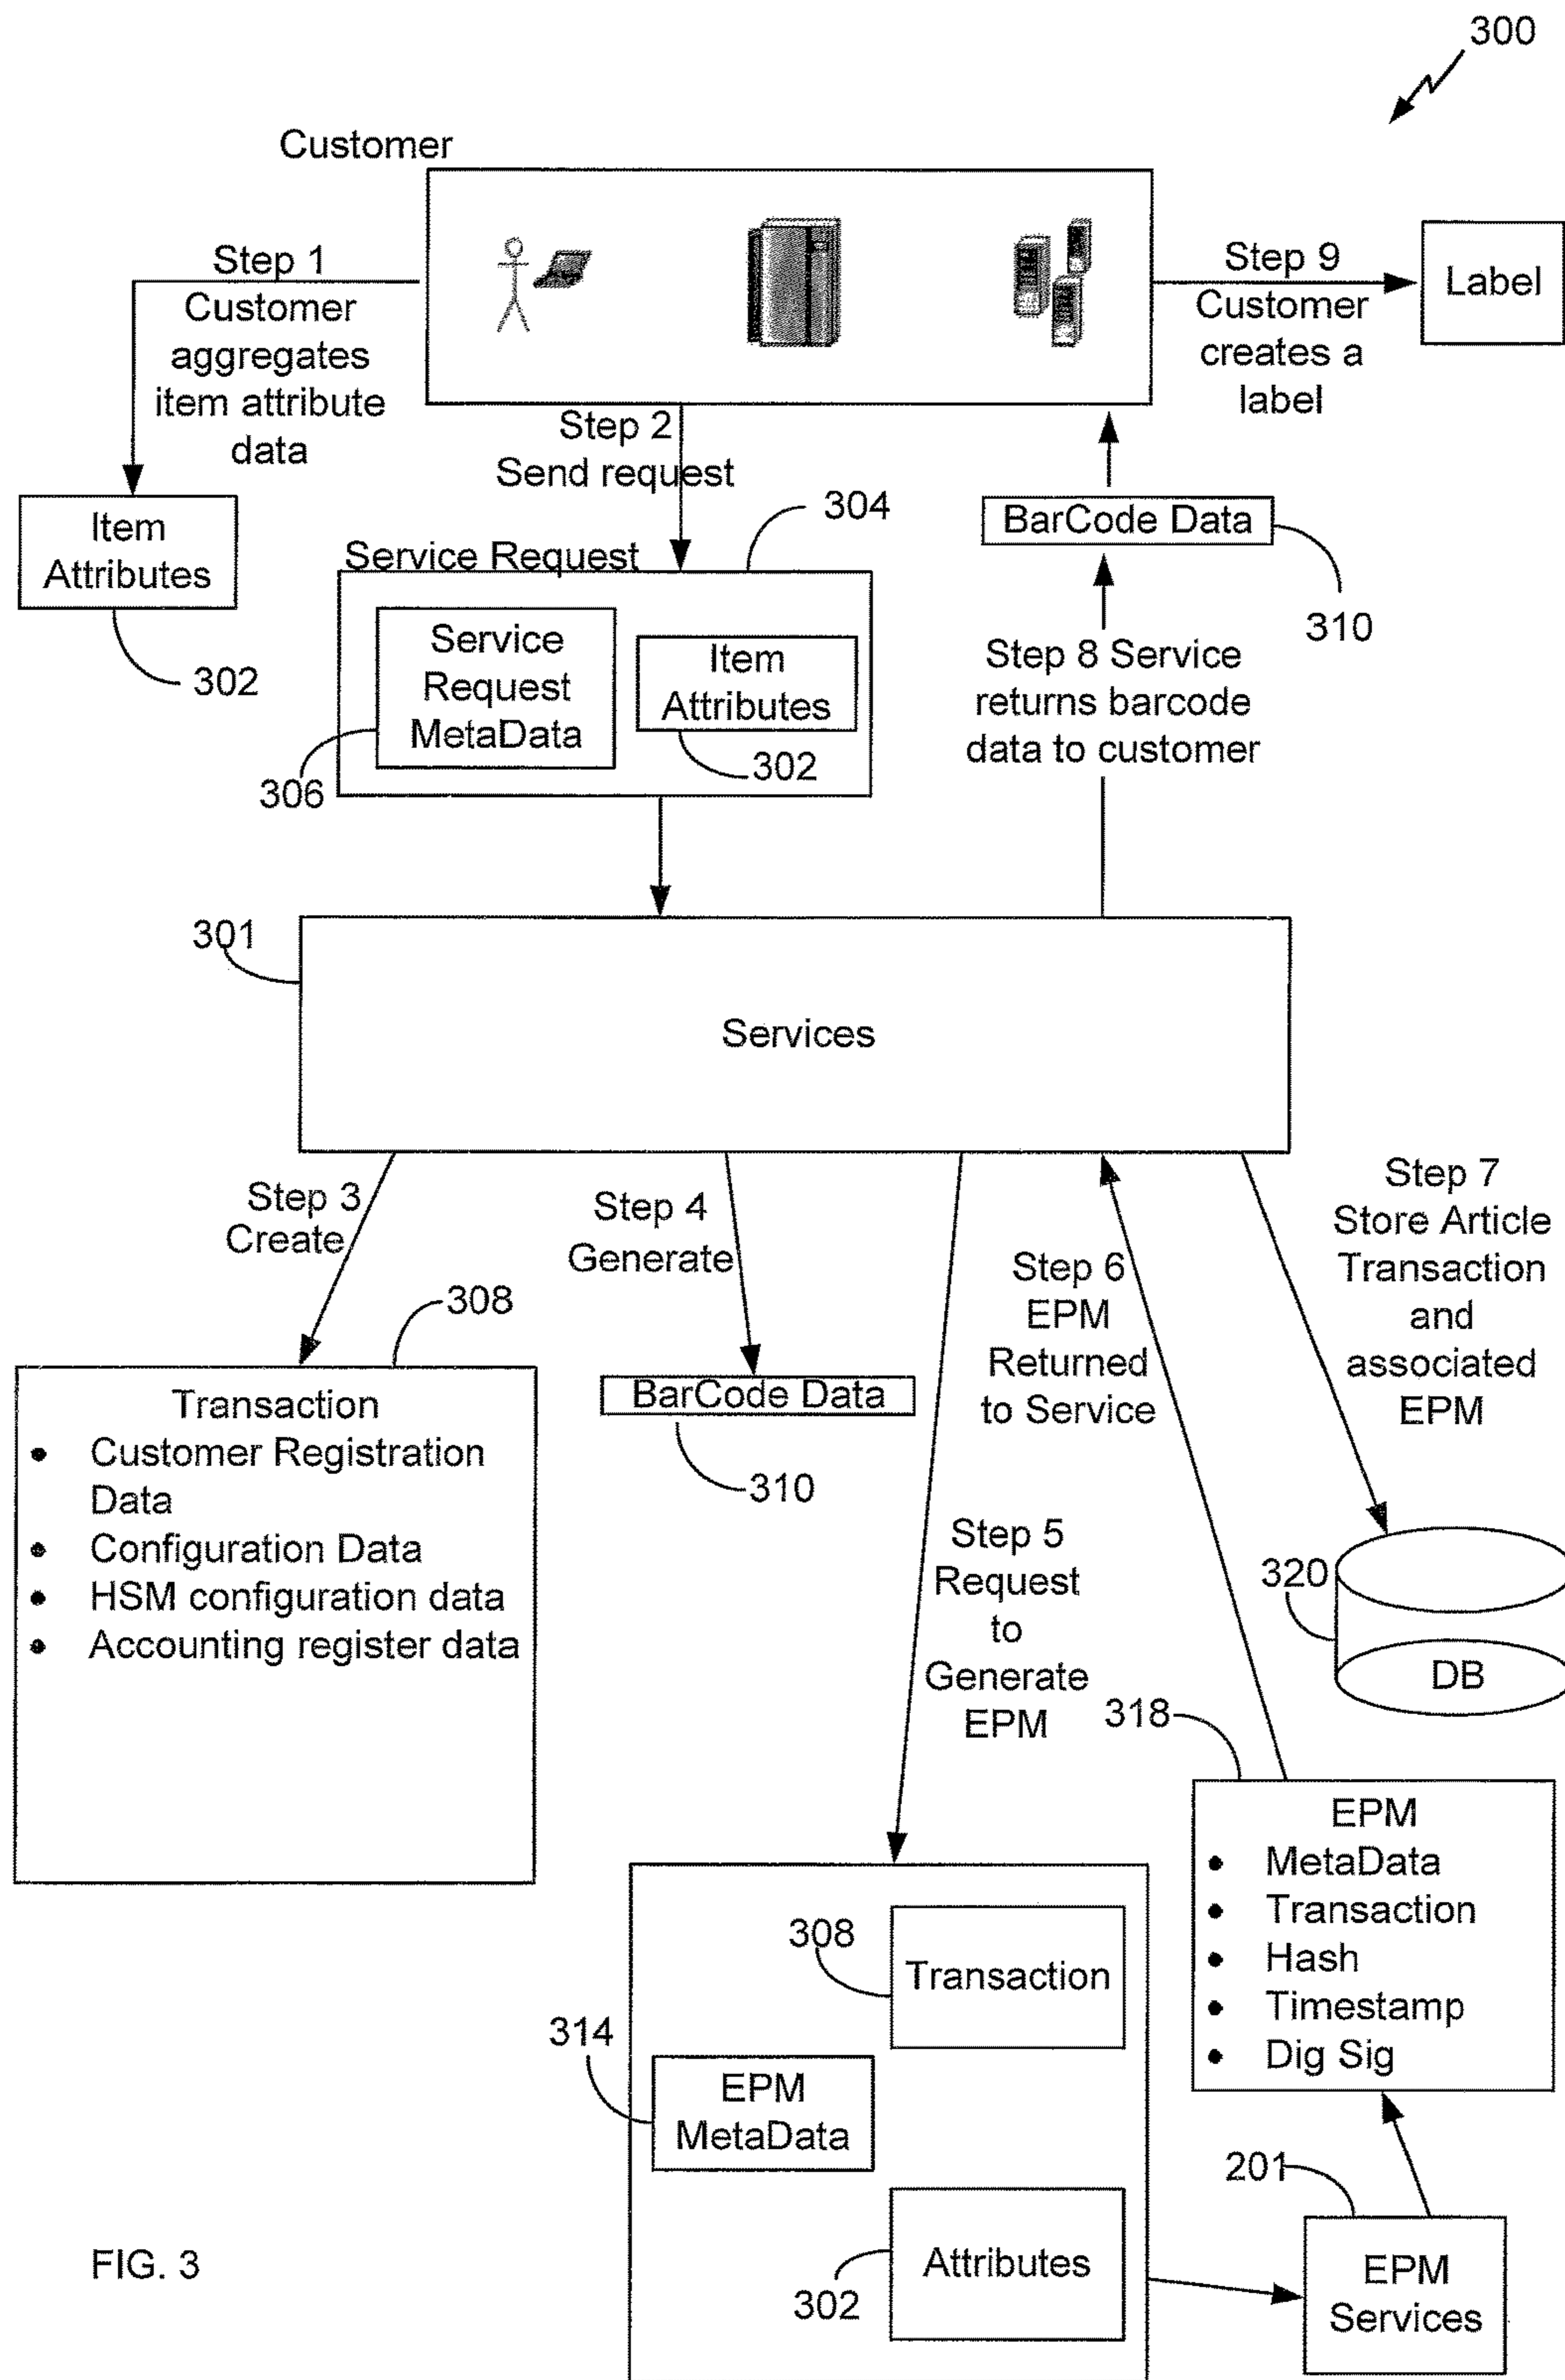 300
Customer
Step 1
Customer
aggregates
item attribute
data
Item
Attributes
302
Step 9
Customer
creates a
label
Label
Step 2
Send request
304
Service Request
Service
Request
MetaData
306
Item
Attributes
302
BarCode Data
310
Step 8 Service
returns barcode
data to customer
301
Services
Step 3
Create
308
Transaction
• Customer Registration
Data
• Configuration Data
• HSM configuration data
• Accounting register data
Step 4
Generate
BarCode Data
310
Step 5
Request
to
Generate
EPM
Step 6
EPM
Returned
to Service
Step 7
Store Article
Transaction
and
associated
EPM
320
DB
318
EPM
• MetaData
• Transaction
• Hash
• Timestamp
• Dig Sig
308
Transaction
314
EPM
MetaData
302
Attributes
201
EPM
Services
FIG. 3